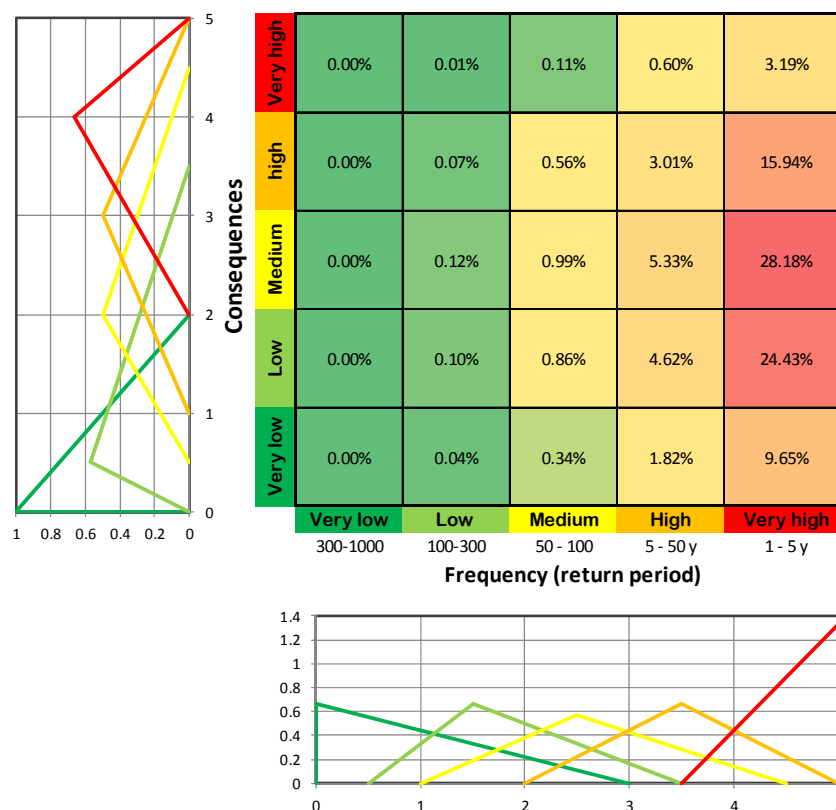 5
4
3
2
1
0
1 0.8 0.6 0.4 0.2 0
Consequences
Very high 0.00% 0.01% 0.11% 0.60% 3.19%
high 0.00% 0.07% 0.56% 3.01% 15.94%
Medium 0.00% 0.12% 0.99% 5.33% 28.18%
Low 0.00% 0.10% 0.86% 4.62% 24.43%
Very low 0.00% 0.04% 0.34% 1.82% 9.65%
Very low Low Medium High Very high
300-1000 100-300 50 - 100 5 - 50 y 1 - 5 y
Frequency (return period)
1.4
1.2
1
0.8
0.6
0.4
0.2
0
0 1 2 3 4